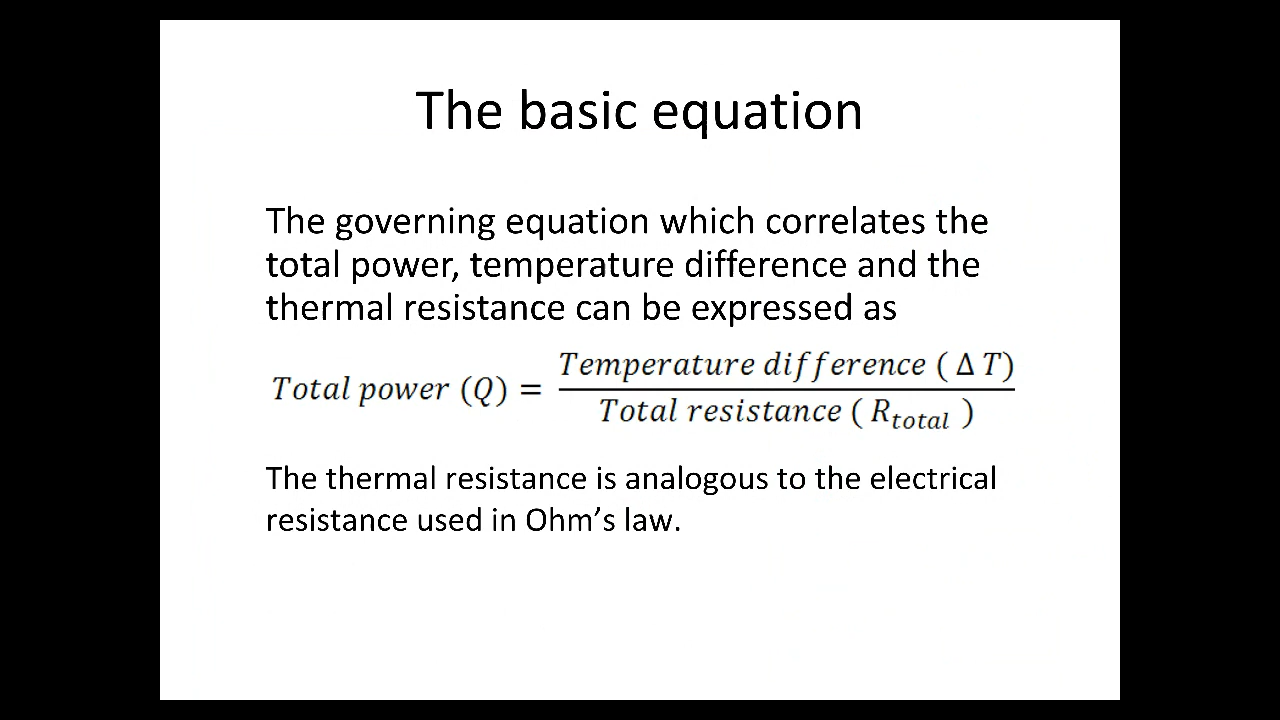 The basic equation
The governing equation which correlates the
total power, temperature difference and the
thermal resistance can be expressed as
Total power (Q) = Temperature difference ( Δ T) / Total resistance ( R_total )
The thermal resistance is analogous to the electrical
resistance used in Ohm’s law.